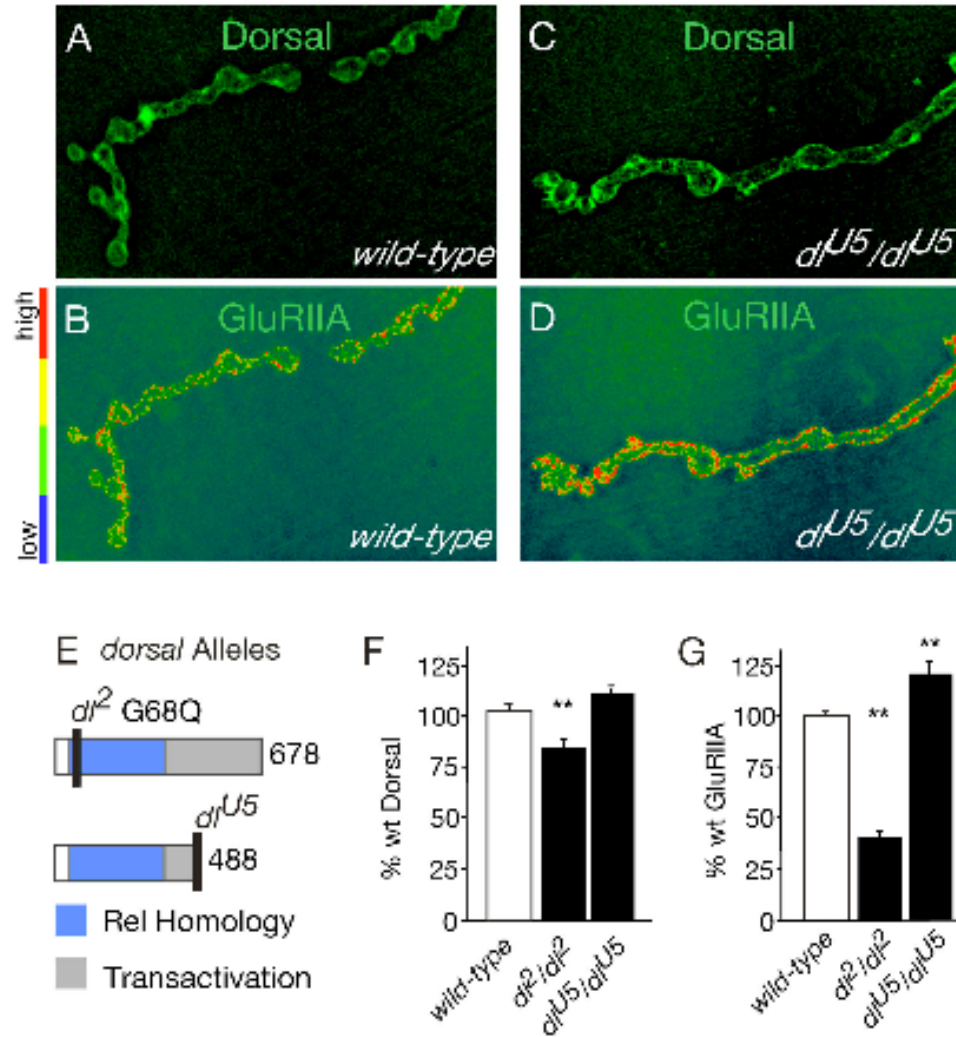 A
Dorsal
wild-type
C
Dorsal
dl^U5/dl^U5
high
low
B
GluRIIA
wild-type
D
GluRIIA
dl^U5/dl^U5
E dorsal Alleles
dl^2 G68Q
678
dl^U5
488
Rel Homology
Transactivation
F
% wt Dorsal
125
100
75
50
25
0
**
wild-type
dl^2/dl^2
dl^U5/dl^U5
G
% wt GluRIIA
125
100
75
50
25
0
**
**
wild-type
dl^2/dl^2
dl^U5/dl^U5